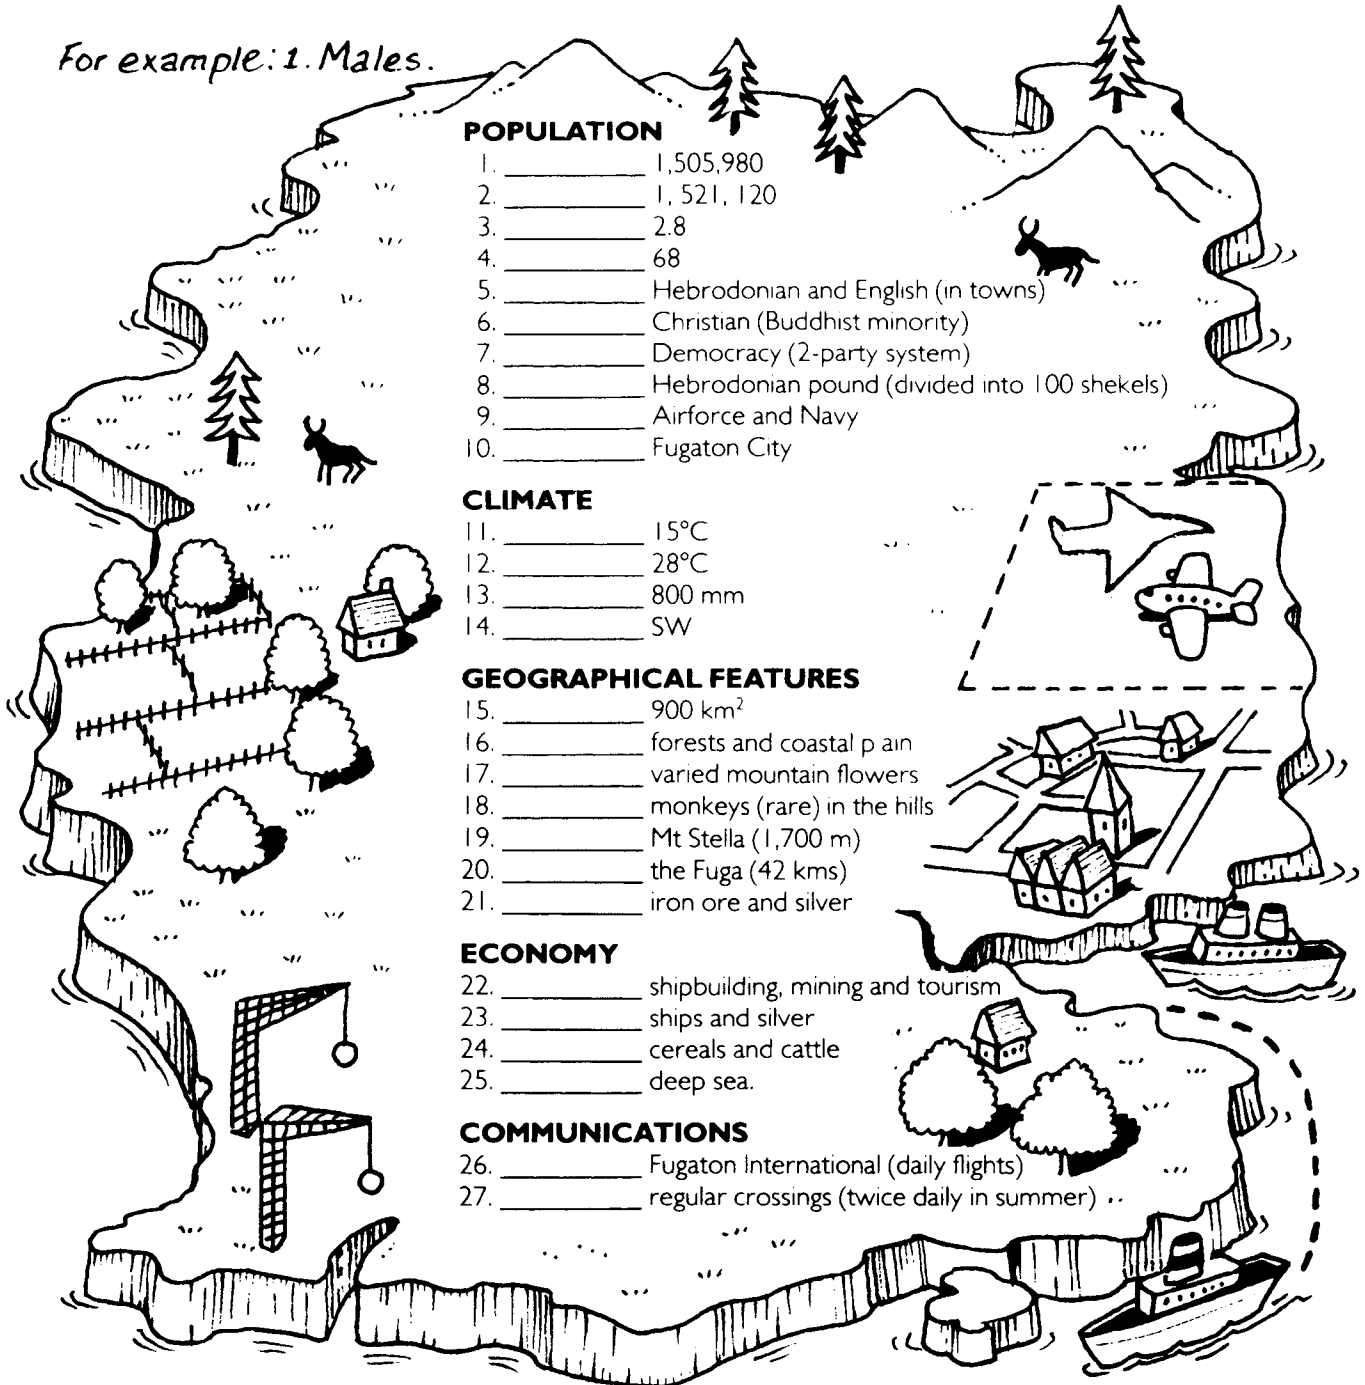 For example: 1. Males.
POPULATION
1. __________ 1,505,980
2. __________ 1, 521, 120
3. __________ 2.8
4. __________ 68
5. __________ Hebrodonian and English (in towns)
6. __________ Christian (Buddhist minority)
7. __________ Democracy (2-party system)
8. __________ Hebrodonian pound (divided into 100 shekels)
9. __________ Airforce and Navy
10. __________ Fugaton City
CLIMATE
11. __________ 15°C
12. __________ 28°C
13. __________ 800 mm
14. __________ SW
GEOGRAPHICAL FEATURES
15. __________ 900 km²
16. __________ forests and coastal p ain
17. __________ varied mountain flowers
18. __________ monkeys (rare) in the hills
19. __________ Mt Stella (1,700 m)
20. __________ the Fuga (42 kms)
21. __________ iron ore and silver
ECONOMY
22. __________ shipbuilding, mining and tourism
23. __________ ships and silver
24. __________ cereals and cattle
25. __________ deep sea.
COMMUNICATIONS
26. __________ Fugaton International (daily flights)
27. __________ regular crossings (twice daily in summer)